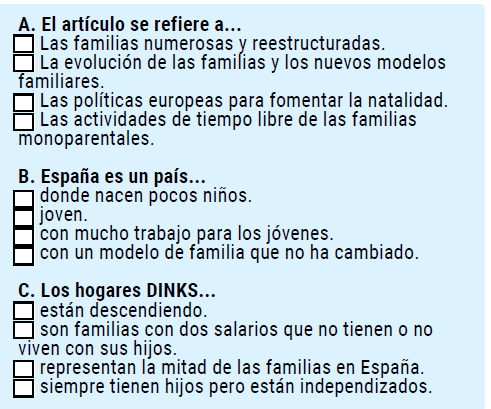 A. El artículo se refiere a...
Las familias numerosas y reestructuradas.
La evolución de las familias y los nuevos modelos
familiares.
Las políticas europeas para fomentar la natalidad.
Las actividades de tiempo libre de las familias
monoparentales.
B. España es un país...
donde nacen pocos niños.
joven.
con mucho trabajo para los jóvenes.
con un modelo de familia que no ha cambiado.
C. Los hogares DINKS...
están descendiendo.
son familias con dos salarios que no tienen o no
viven con sus hijos.
representan la mitad de las familias en España.
siempre tienen hijos pero están independizados.